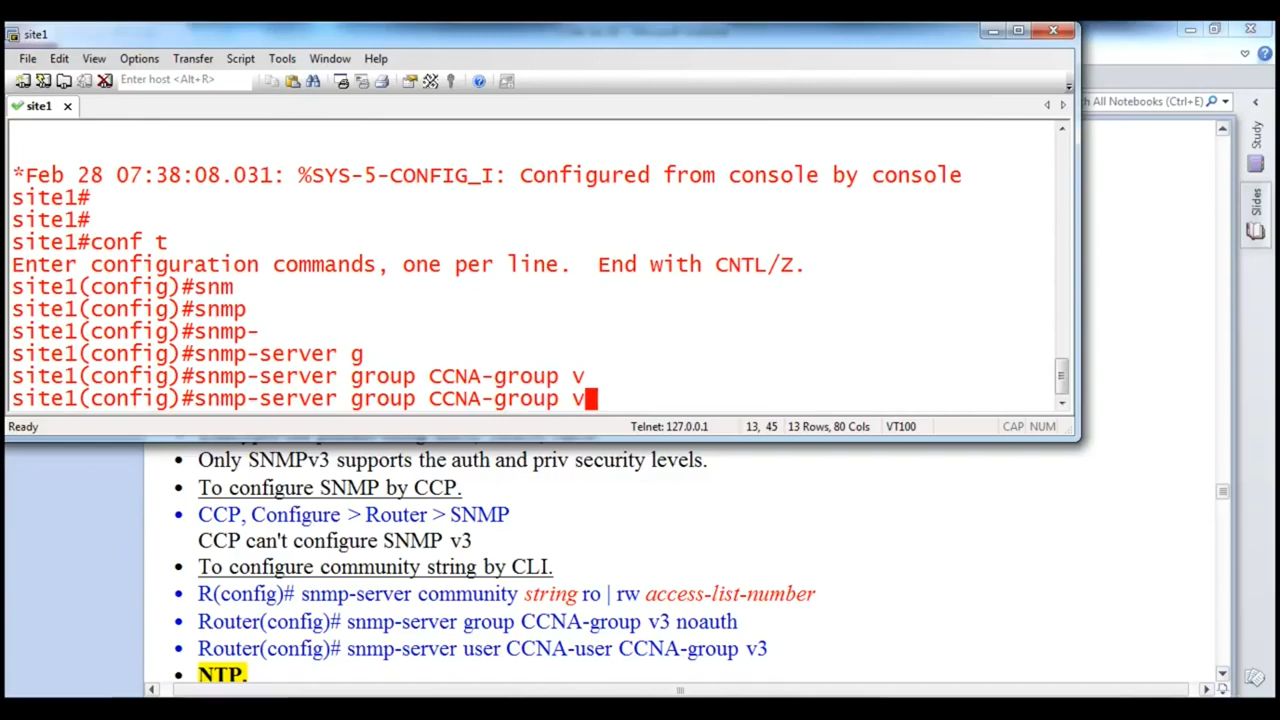 site1
File Edit View Options Transfer Script Tools Window Help
Enter host <Alt+R>
h All Notebooks (Ctrl+E)
site1
Study
Slides
*Feb 28 07:38:08.031: %SYS-5-CONFIG_I: Configured from console by console
site1#
site1#
site1#conf t
Enter configuration commands, one per line.  End with CNTL/Z.
site1(config)#snm
site1(config)#snmp
site1(config)#snmp-
site1(config)#snmp-server g
site1(config)#snmp-server group CCNA-group v
site1(config)#snmp-server group CCNA-group v
Ready Telnet: 127.0.0.1 13, 45 13 Rows, 80 Cols VT100 CAP NUM
• Only SNMPv3 supports the auth and priv security levels.
• To configure SNMP by CCP.
• CCP, Configure > Router > SNMP
CCP can't configure SNMP v3
• To configure community string by CLI.
• R(config)# snmp-server community string ro | rw access-list-number
• Router(config)# snmp-server group CCNA-group v3 noauth
• Router(config)# snmp-server user CCNA-user CCNA-group v3
• NTP.